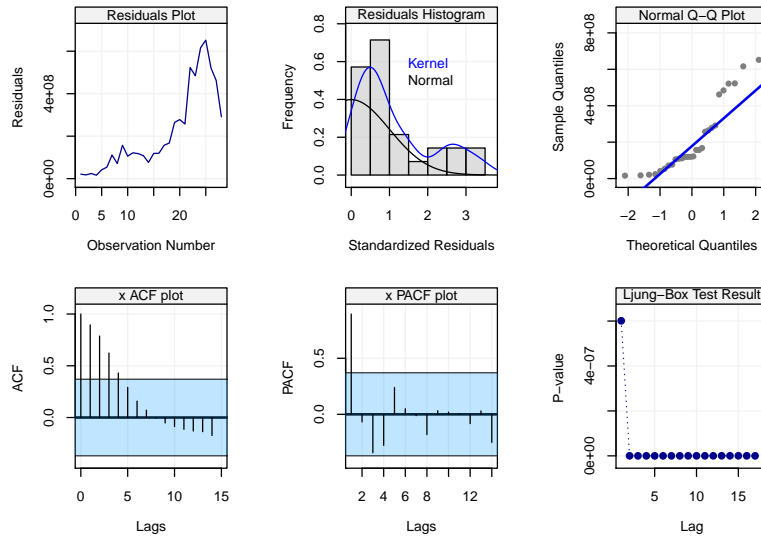 Residuals Plot
Residuals
0e+00
4e+08
0
5
10
20
Observation Number
Residuals Histogram
Frequency
0.0
0.2
0.4
0.6
0.8
Kernel
Normal
0
1
2
3
Standardized Residuals
Normal Q−Q Plot
Sample Quantiles
0e+00
4e+08
8e+08
−2
−1
0
1
2
Theoretical Quantiles
x ACF plot
ACF
0.0
0.5
1.0
0
5
10
15
Lags
x PACF plot
PACF
0.0
0.5
2
4
6
8
12
Lags
Ljung−Box Test Result
P−value
0e+00
4e−07
5
10
15
Lag